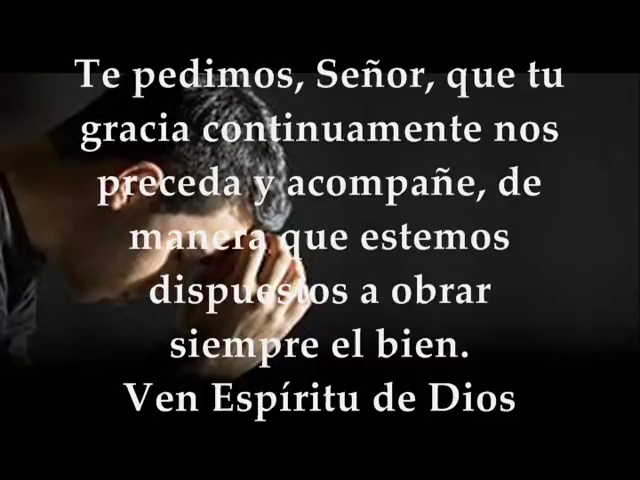 Te pedimos, Señor, que tu
gracia continuamente nos
preceda y acompañe, de
manera que estemos
dispuestos a obrar
siempre el bien.
Ven Espíritu de Dios